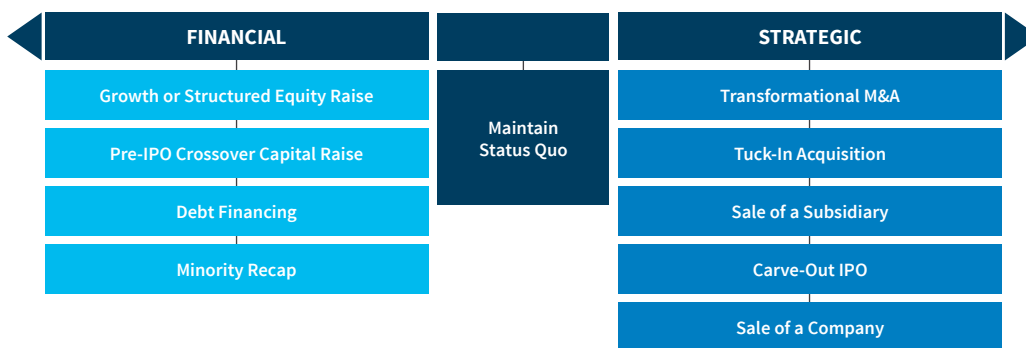 FINANCIAL
Growth or Structured Equity Raise
Pre-IPO Crossover Capital Raise
Debt Financing
Minority Recap
Maintain
Status Quo
STRATEGIC
Transformational M&A
Tuck-In Acquisition
Sale of a Subsidiary
Carve-Out IPO
Sale of a Company